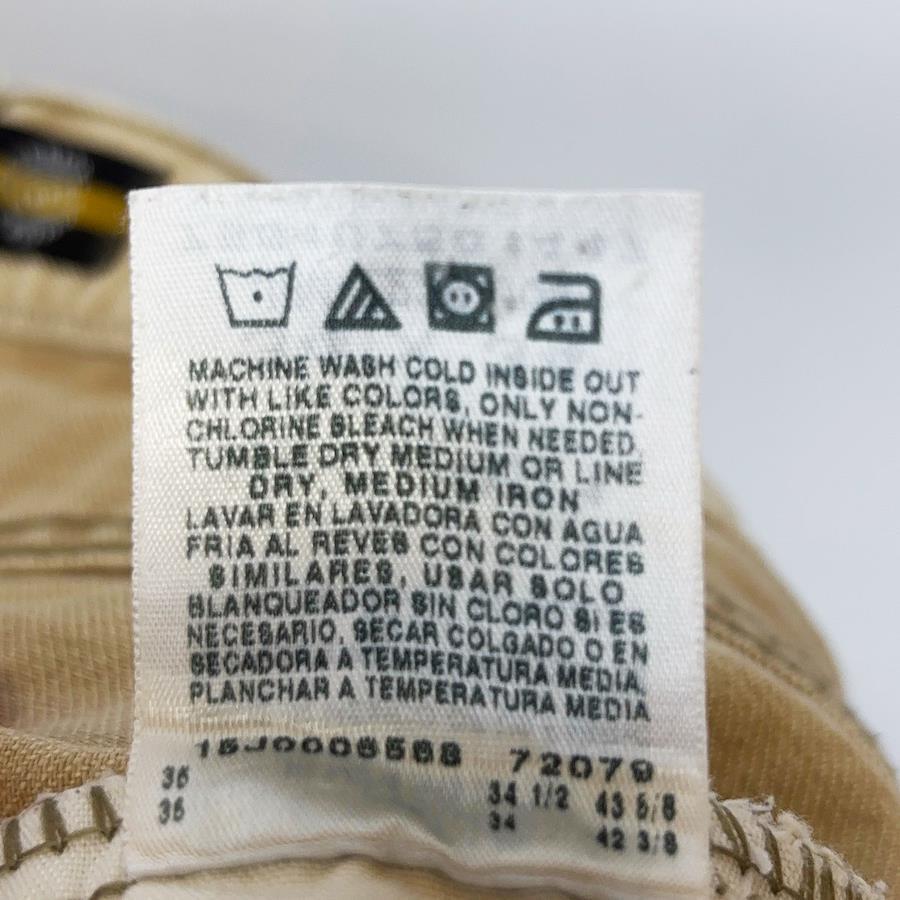 MACHINE WASH COLD INSIDE OUT
WITH LIKE COLORS, ONLY NON-
CHLORINE BLEACH WHEN NEEDED,
TUMBLE DRY MEDIUM OR LINE
DRY, MEDIUM IRON
LAVAR EN LAVADORA CON AGUA
FRIA AL REVES CON COLORES
SIMILARES, USAR SOLO
BLANQUEADOR SIN CLORO SI ES
NECESARIO, SECAR COLGADO O EN
SECADORA A TEMPERATURA MEDIA,
PLANCHAR A TEMPERATURA MEDIA
72079
36 34 1/2 43 5/8
36 34 42 3/8